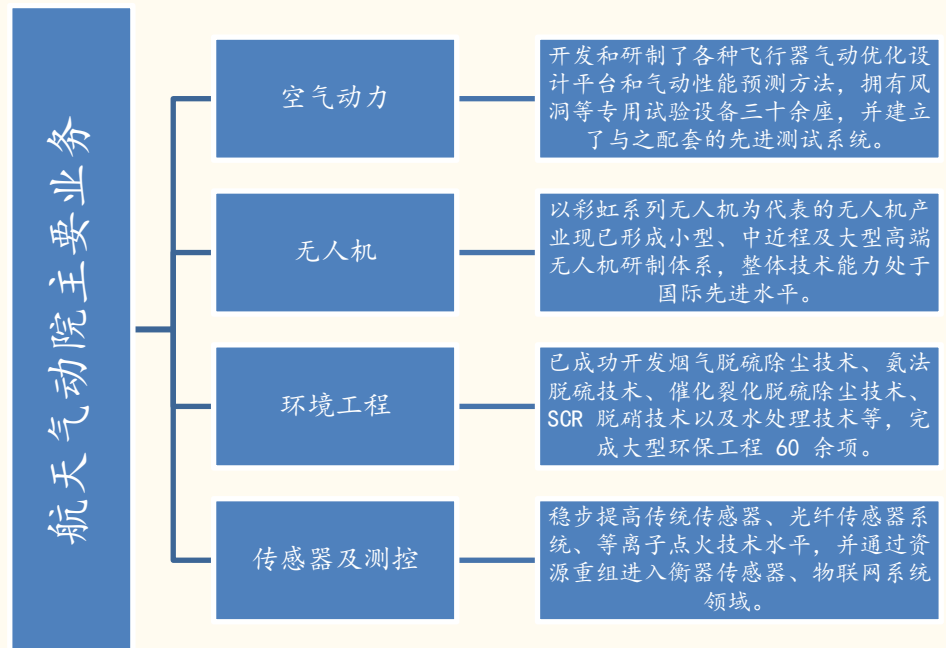 航天气动院主要业务
空气动力
开发和研制了各种飞行器气动优化设
计平台和气动性能预测方法，拥有风
洞等专用试验设备三十余座，并建立
了与之配套的先进测试系统。
无人机
以彩虹系列无人机为代表的无人机产
业现已形成小型、中近程及大型高端
无人机研制体系，整体技术能力处于
国际先进水平。
环境工程
已成功开发烟气脱硫除尘技术、氨法
脱硫技术、催化裂化脱硫除尘技术、
SCR 脱硝技术以及水处理技术等，完
成大型环保工程 60 余项。
传感器及测控
稳步提高传统传感器、光纤传感器系
统、等离子点火技术水平，并通过资
源重组进入衡器传感器、物联网系统
领域。